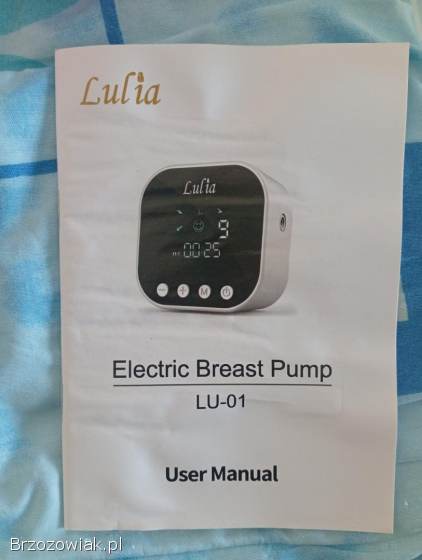 Lulia
Lulia
9
00:25
M
Electric Breast Pump
LU-01
User Manual
Brzozowiak.pl